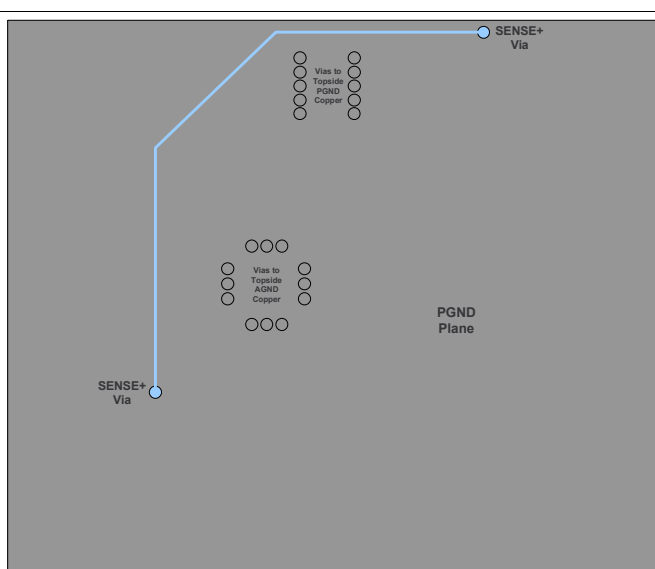 SENSE+
Via
Vias to
Topside
PGND
Copper
Vias to
Topside
AGND
Copper
PGND
Plane
SENSE+
Via